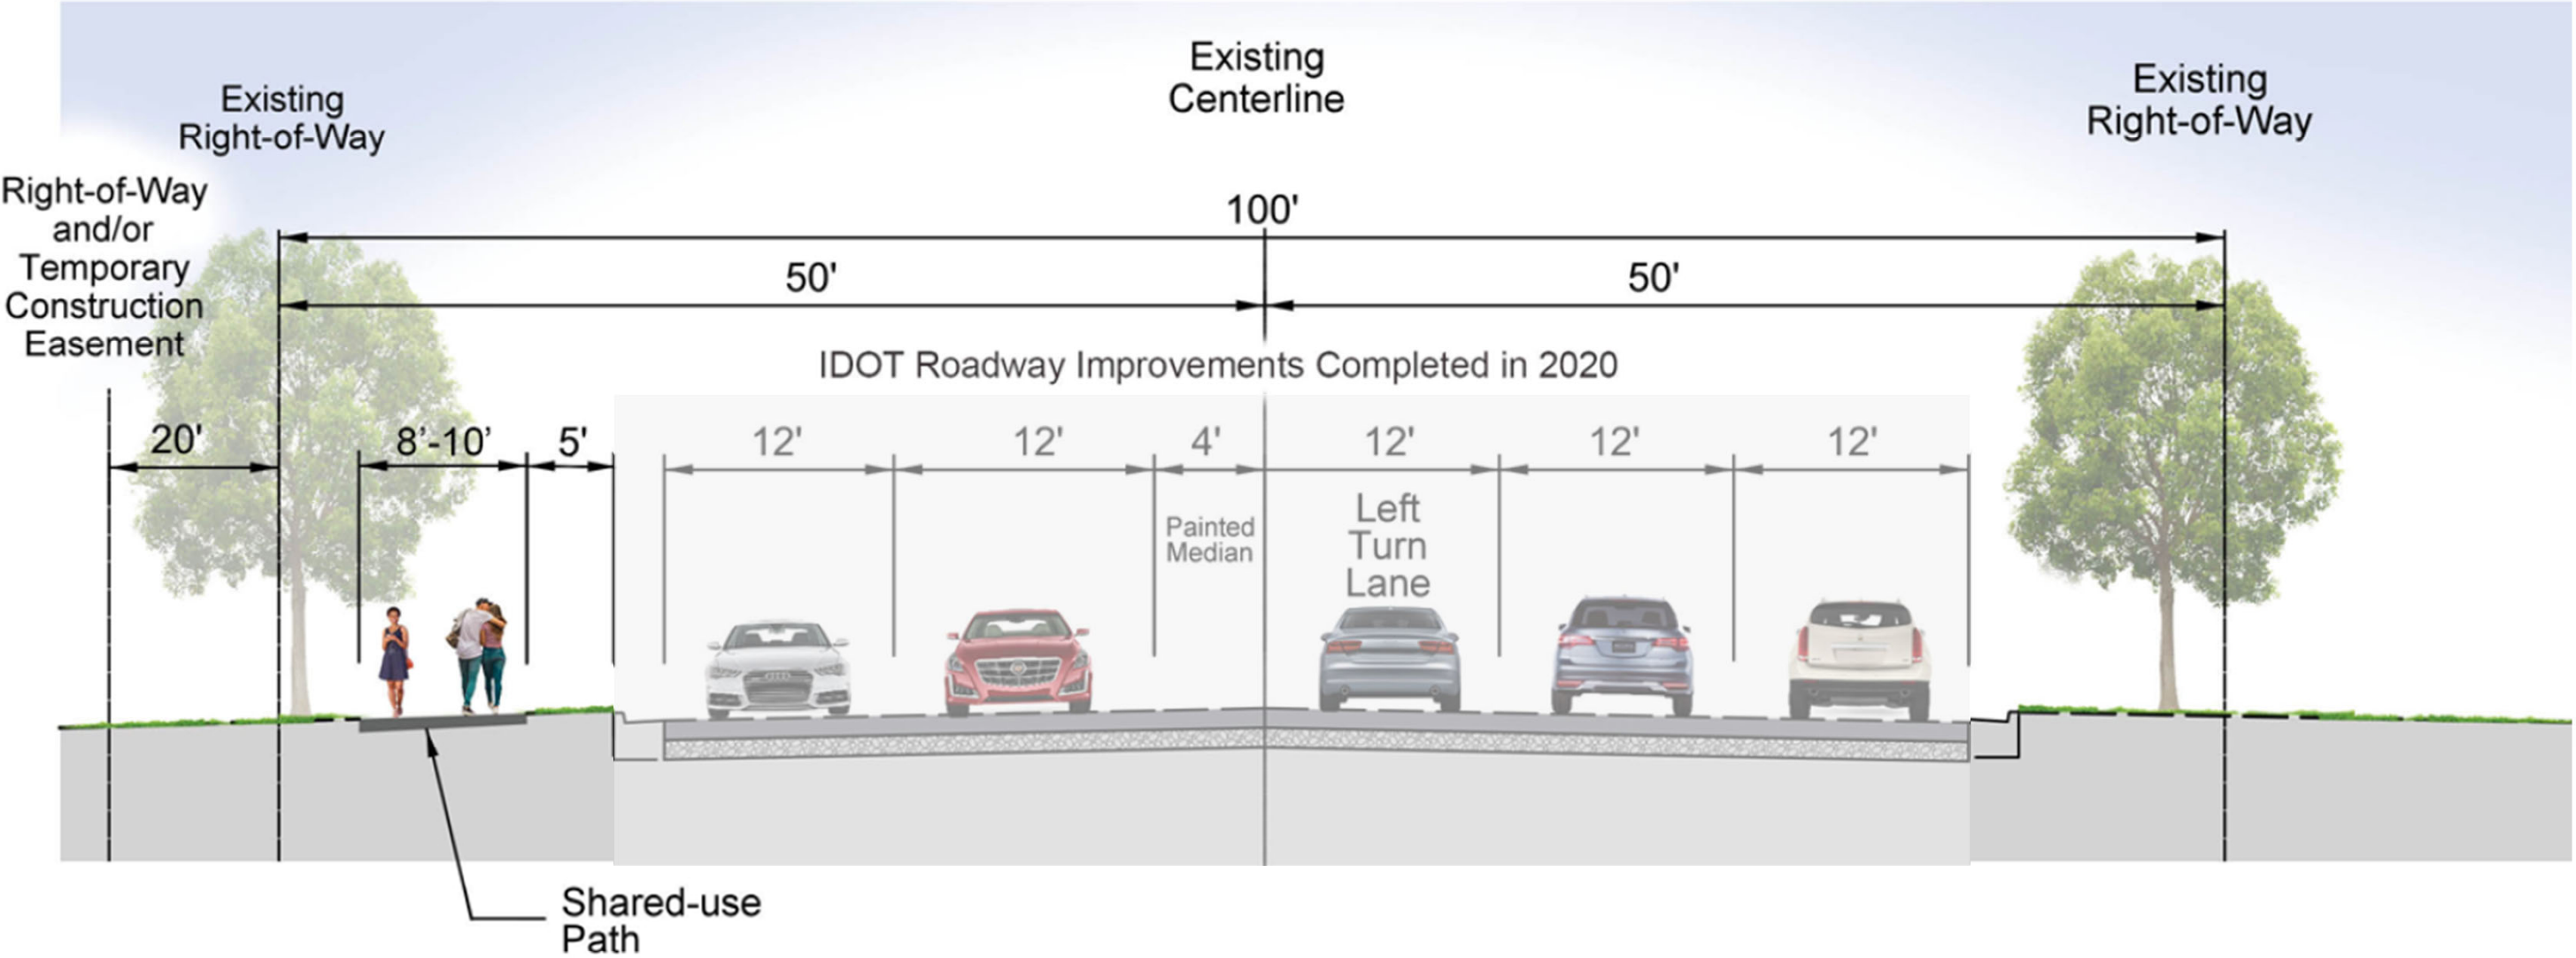 Existing
Centerline
Existing
Right-of-Way
Existing
Right-of-Way
Right-of-Way
and/or
Temporary
Construction
Easement
100'
50'
50'
IDOT Roadway Improvements Completed in 2020
20'
8’-10’
5'
12'
12'
4'
12'
12'
12'
Painted
Median
Left
Turn
Lane
Shared-use
Path